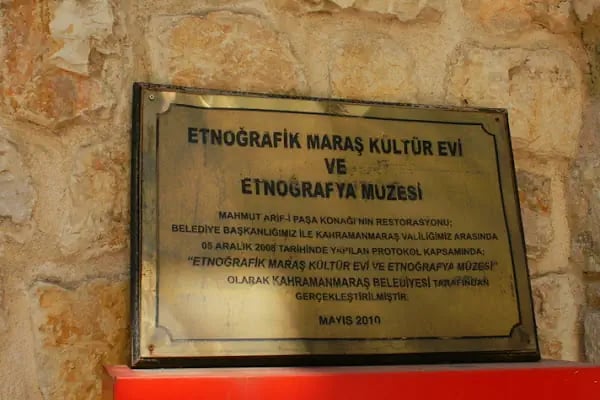 ETNOĞRAFİK MARAŞ KÜLTÜR EVİ
VE
ETNOĞRAFYA MÜZESİ
MAHMUT ARİF-İ PAŞA KONAĞI'NIN RESTORASYONU;
BELEDİYE BAŞKANLIĞIMIZ İLE KAHRAMANMARAŞ VALİLİĞİMİZ ARASINDA
05 ARALIK 2008 TARİHİNDE YAPILAN PROTOKOL KAPSAMINDA;
"ETNOĞRAFİK MARAŞ KÜLTÜR EVİ VE ETNOĞRAFYA MÜZESİ"
OLARAK KAHRAMANMARAŞ BELEDİYESİ TARAFINDAN
GERÇEKLEŞTİRİLMİŞTİR.
MAYIS 2010